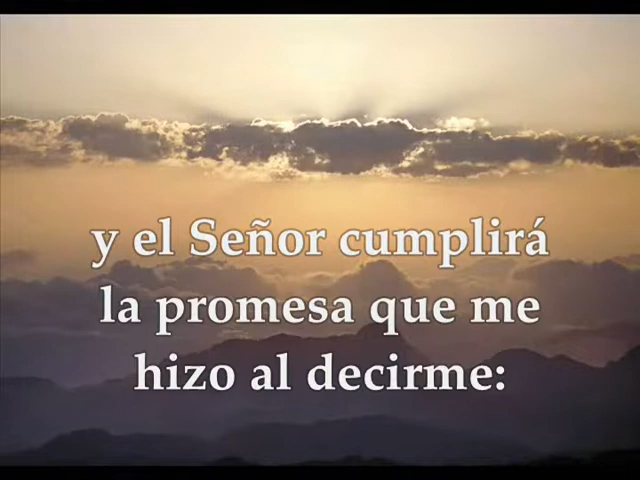 y el Señor cumplirá
la promesa que me
hizo al decirme: